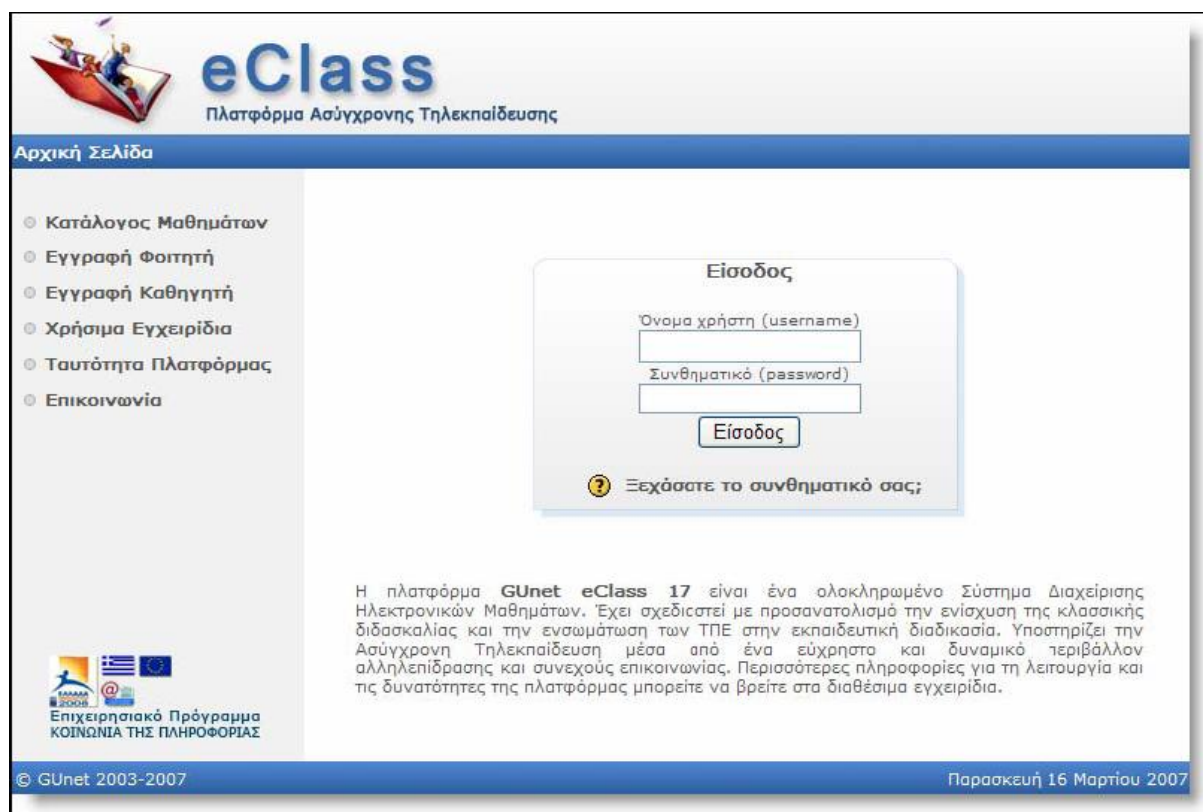 eClass
Πλατφόρμα Ασύγχρονης Τηλεκπαίδευσης
Αρχική Σελίδα
Κατάλογος Μαθημάτων
Εγγραφή Φοιτητή
Εγγραφή Καθηγητή
Χρήσιμα Εγχειρίδια
Ταυτότητα Πλατφόρμας
Επικοινωνία
Είσοδος
Όνομα χρήστη (username)
Συνθηματικό (password)
Είσοδος
? Ξεχάσατε το συνθηματικό σας;
Η πλατφόρμα GUnet eClass 17 είναι ένα ολοκληρωμένο Σύστημα Διαχείρισης
Ηλεκτρονικών Μαθημάτων. Έχει σχεδιαστεί με προσανατολισμό την ενίσχυση της κλασσικής
διδασκαλίας και την ενσωμάτωση των ΤΠΕ στην εκπαιδευτική διαδικασία. Υποστηρίζει την
Ασύγχρονη Τηλεκπαίδευση μέσα από ένα εύχρηστο και δυναμικό περιβάλλον
αλληλεπίδρασης και συνεχούς επικοινωνίας. Περισσότερες πληροφορίες για τη λειτουργία και
τις δυνατότητες της πλατφόρμας μπορείτε να βρείτε στα διαθέσιμα εγχειρίδια.
@
Επιχειρησιακό Πρόγραμμα
ΚΟΙΝΩΝΙΑ ΤΗΣ ΠΛΗΡΟΦΟΡΙΑΣ
© GUnet 2003-2007
Παρασκευή 16 Μαρτίου 2007